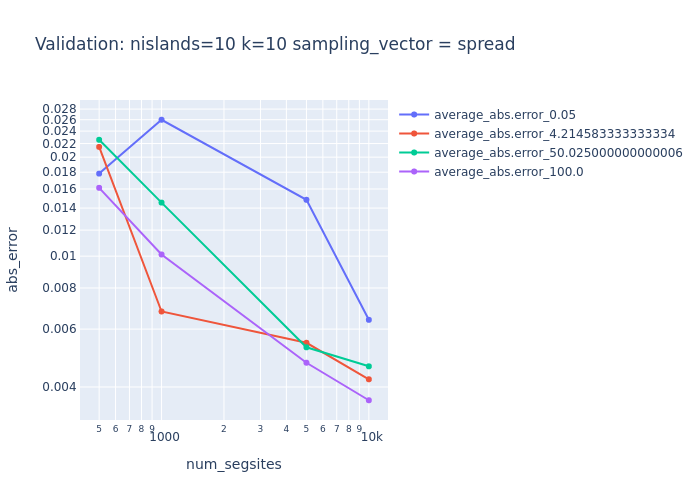 Validation: nislands=10 k=10 sampling_vector = spread
average_abs.error_0.05
average_abs.error_4.214583333333334
average_abs.error_50.025000000000006
average_abs.error_100.0
abs_error
0.028
0.026
0.024
0.022
0.02
0.018
0.016
0.014
0.012
0.01
0.008
0.006
0.004
5 6 7 8 9 1000 2 3 4 5 6 7 8 9 10k
num_segsites